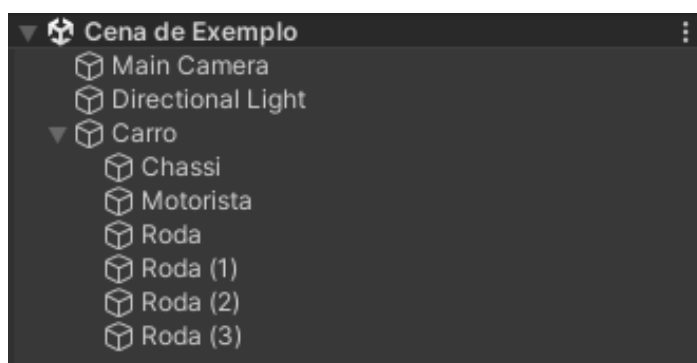 Cena de Exemplo
Main Camera
Directional Light
Carro
Chassi
Motorista
Roda
Roda (1)
Roda (2)
Roda (3)